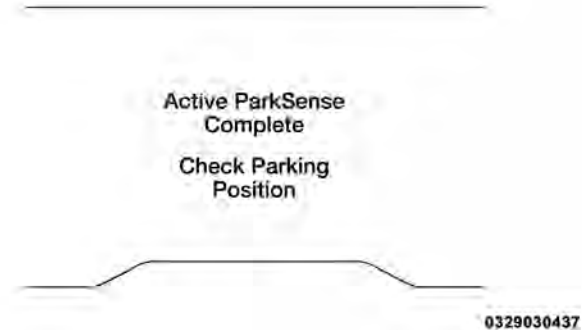 Active ParkSense
Complete
Check Parking
Position
0329030437